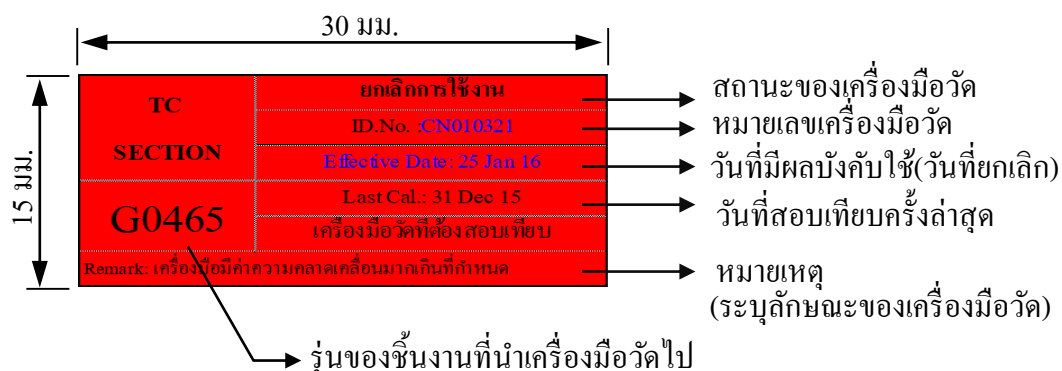 30 มม.
15 มม.
TC
SECTION
ยกเลิกการใช้งาน
ID.No. :CN010321
Effective Date: 25 Jan 16
G0465
Last Cal.: 31 Dec 15
เครื่องมือวัดที่ต้องสอบเทียบ
Remark: เครื่องมือมีค่าความคลาดเคลื่อนมากเกินที่กำหนด
สถานะของเครื่องมือวัด
หมายเลขเครื่องมือวัด
วันที่มีผลบังคับใช้(วันที่ยกเลิก)
วันที่สอบเทียบครั้งล่าสุด
หมายเหตุ
(ระบุลักษณะของเครื่องมือวัด)
รุ่นของชิ้นงานที่นำเครื่องมือวัดไป